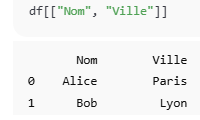 df[["Nom", "Ville"]]
Nom Ville
0 Alice Paris
1 Bob Lyon